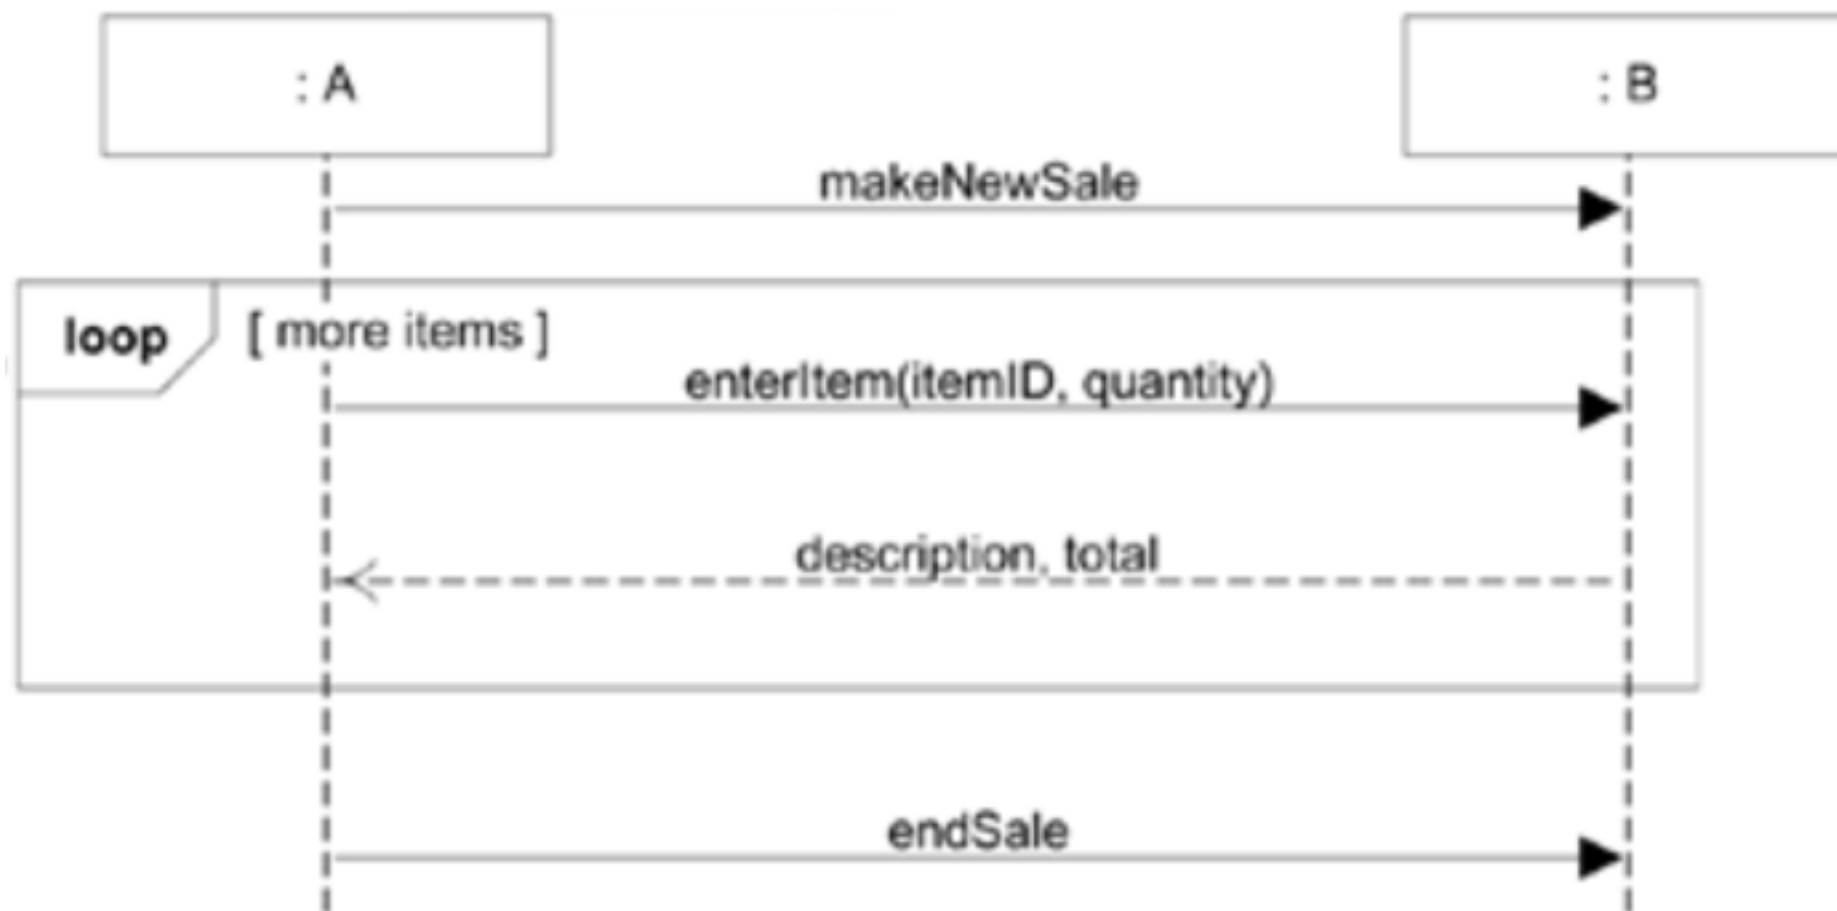 : A
: B
makeNewSale
loop
[ more items ]
enterItem(itemID, quantity)
description, total
endSale